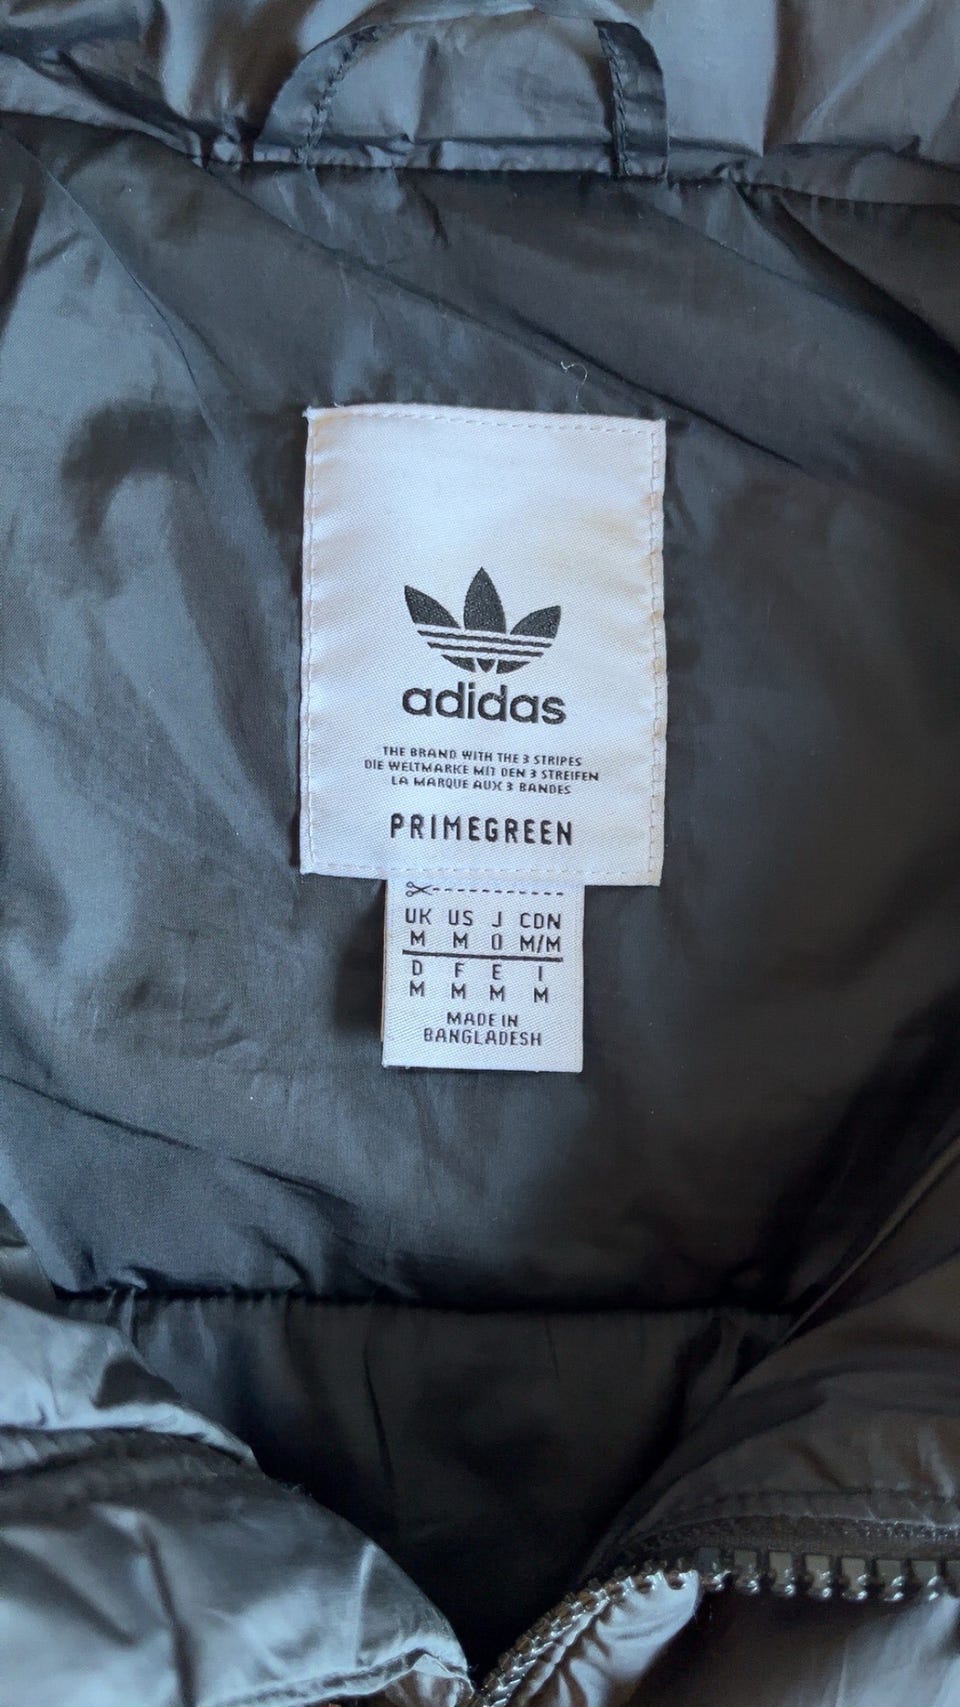 adidas
THE BRAND WITH THE 3 STRIPES
DIE WELTMARKE MIT DEN 3 STREIFEN
LA MARQUE AUX 3 BANDES
PRIMEGREEN
UK US J CDN
M M O M/M
D F E I
M M M M
MADE IN
BANGLADESH